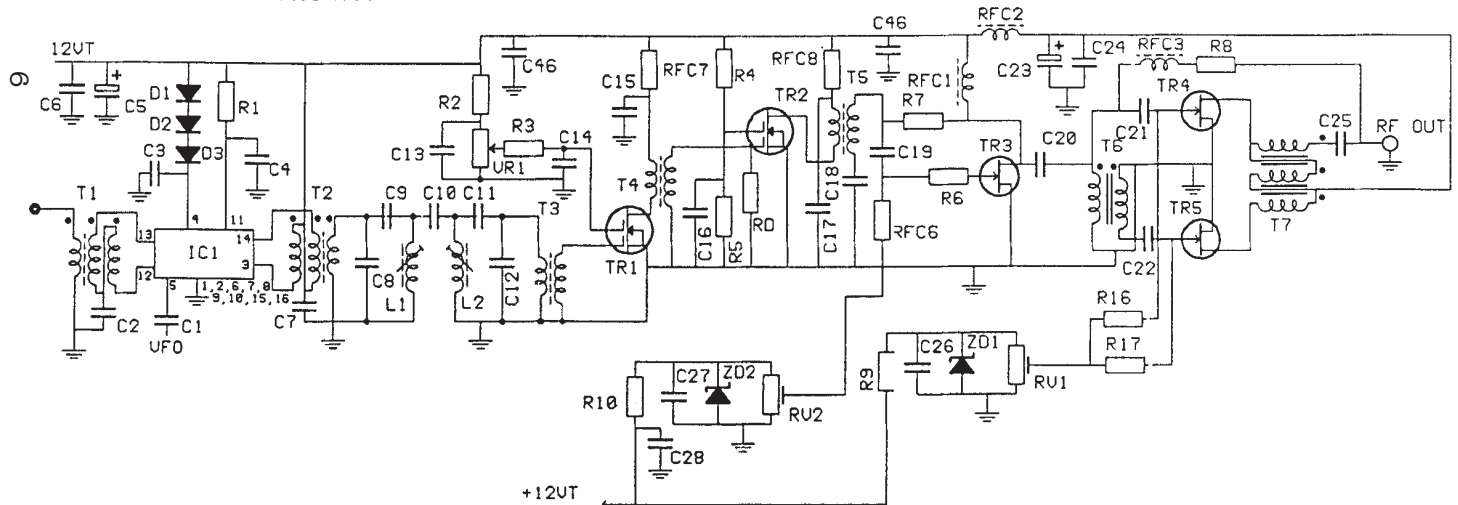 RFC2
C46
C24
C23
RFC3
R8
12VT
C46
C15
RFC7
R4
RFC8
T5
RFC1
TR4
9
C6
C5
D1
D2
D3
R1
R2
TR2
R7
C21
C25
RF OUT
C3
C4
R3
C14
C13
VR1
C19
TR3
C20
T6
T1
T2
C9
C10
C11
T3
T4
C18
R6
TR5
4
11
13
14
12
3
IC1
5
1,2,6,7,8
9,10,15,16
C16
R5
RD
C17
RFC6
TR1
T7
C22
C8
L1
L2
C12
C2
C1
C7
VFO
R16
R17
C27
ZD2
R9
C26
ZD1
RV1
R10
RV2
C28
+12VT